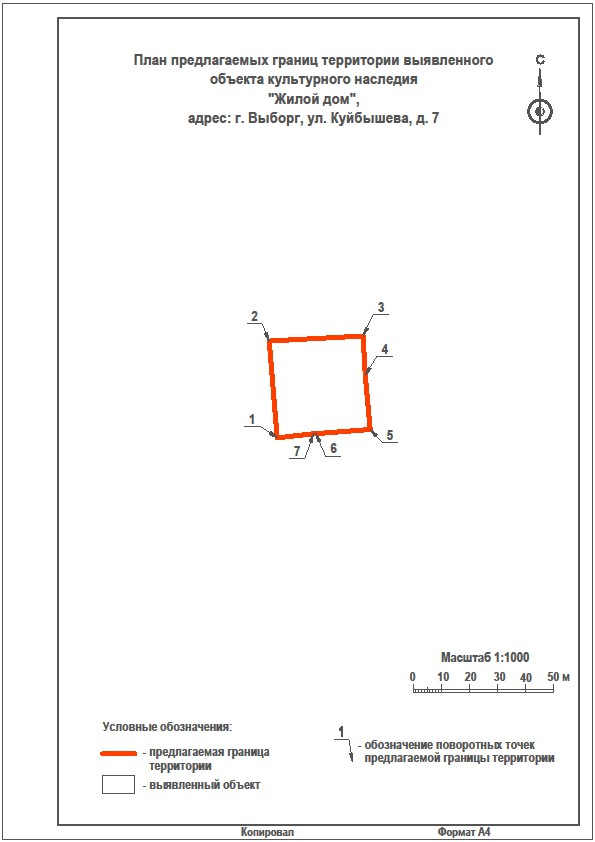 План предлагаемых границ территории выявленного
объекта культурного наследия
"Жилой дом",
адрес: г. Выборг, ул. Куйбышева, д. 7
С
2
3
4
1
5
7
6
Масштаб 1:1000
0 10 20 30 40 50 м
Условные обозначения:
- предлагаемая граница
территории
- выявленный объект
1
- обозначение поворотных точек
предлагаемой границы территории
Копировал
Формат А4